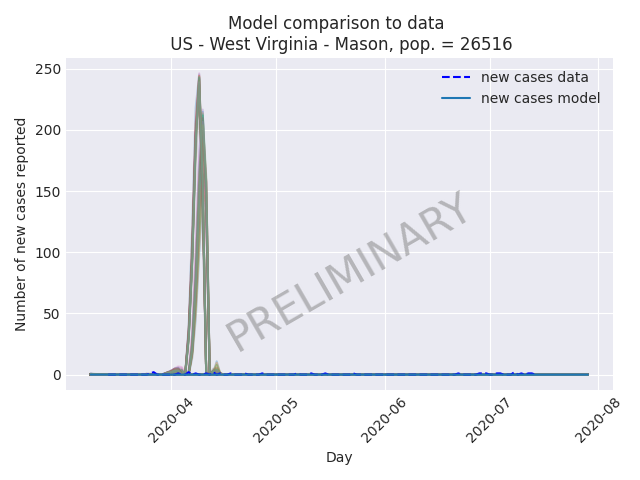 Model comparison to data
US - West Virginia - Mason, pop. = 26516
new cases data
new cases model
Number of new cases reported
250
200
150
100
50
0
PRELIMINARY
2020-04
2020-05
2020-06
2020-07
2020-08
Day